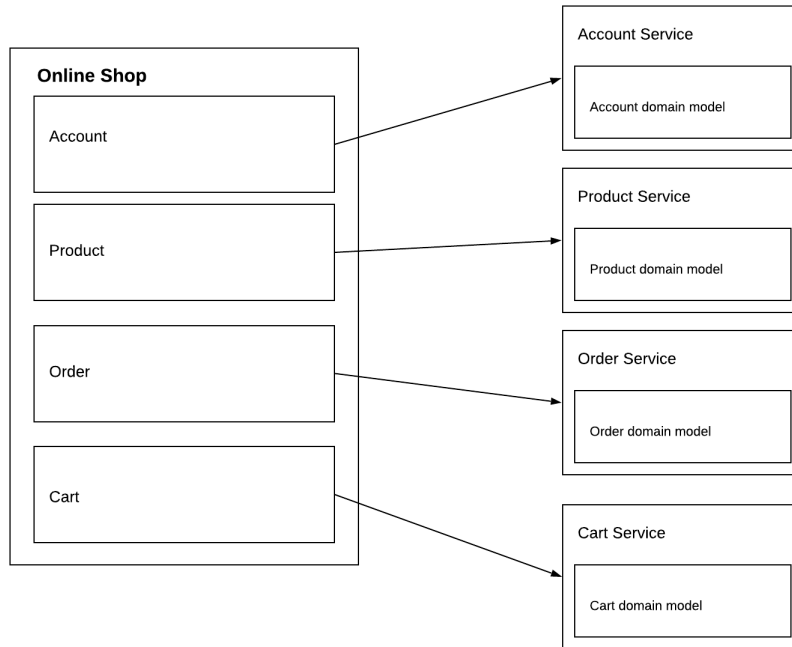 Online Shop
Account
Product
Order
Cart
Account Service
Account domain model
Product Service
Product domain model
Order Service
Order domain model
Cart Service
Cart domain model